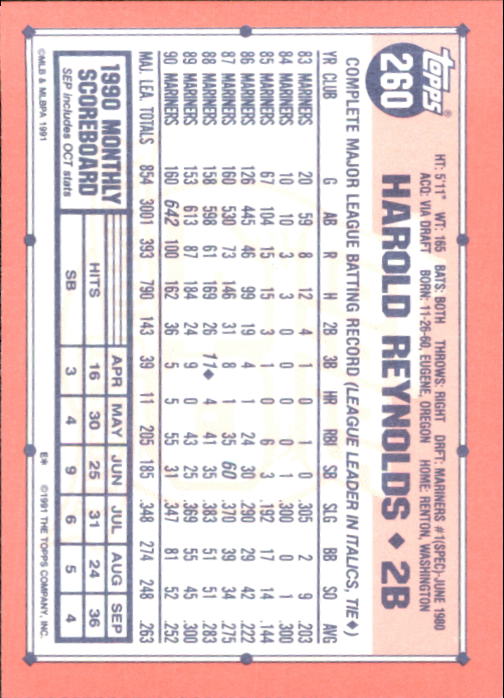 Topps®
260
HAROLD REYNOLDS ◆ 2B
HT: 5'11" WT: 165 BATS: BOTH THROWS: RIGHT DRFT: MARINERS #1(SPEC)-JUNE 1980
ACQ: VIA DRAFT BORN: 11-26-60, EUGENE, OREGON HOME: RENTON, WASHINGTON
COMPLETE MAJOR LEAGUE BATTING RECORD (LEAGUE LEADER IN ITALICS, TIE◆)
YR CLUB G AB R H 2B 3B HR RBI SB SLG BB SO AVG
83 MARINERS 20 59 8 12 4 1 0 1 0 .305 2 9 .203
84 MARINERS 10 10 3 3 0 0 0 0 1 .300 0 1 .300
85 MARINERS 67 104 15 15 3 1 0 6 3 .192 17 14 .144
86 MARINERS 126 445 46 99 19 4 1 24 30 .290 29 42 .222
87 MARINERS 160 530 73 146 31 8 1 35 60 .370 39 34 .275
88 MARINERS 158 598 61 169 26 11◆ 4 41 35 .383 51 51 .283
89 MARINERS 153 613 87 184 24 9 0 43 25 .369 55 45 .300
90 MARINERS 160 642 100 162 36 5 5 55 31 .347 81 52 .252
MAJ. LEA. TOTALS 854 3001 393 790 143 39 11 205 185 .348 274 248 .263
1990 MONTHLY
SCOREBOARD
SEP includes OCT stats
APR MAY JUN JUL AUG SEP
HITS 16 30 25 31 24 36
SB 3 4 9 6 5 4
©MLB & MLBPA 1991 E* ©1991 THE TOPPS COMPANY, INC.